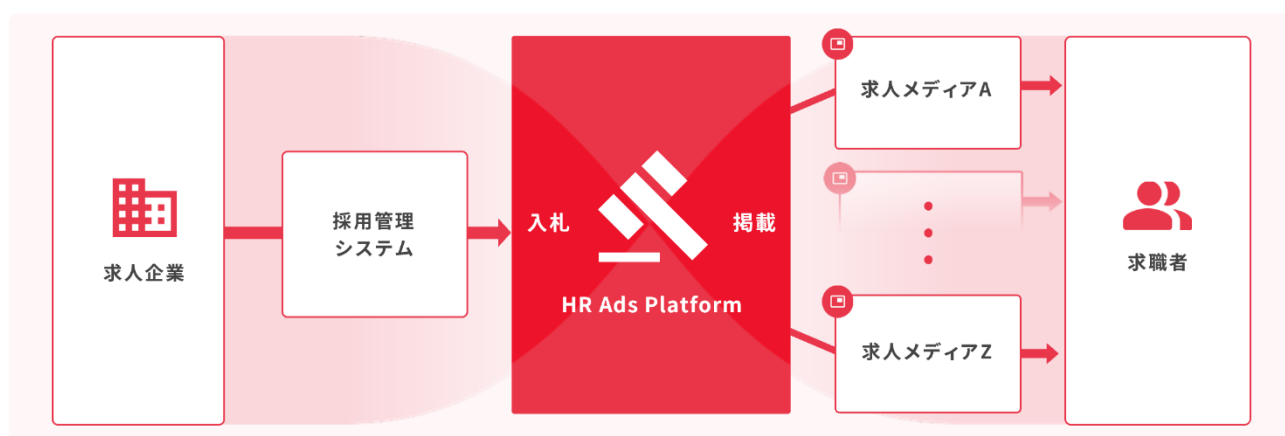 求人企業
採用管理
システム
入札
掲載
HR Ads Platform
求人メディアA
求人メディアZ
求職者